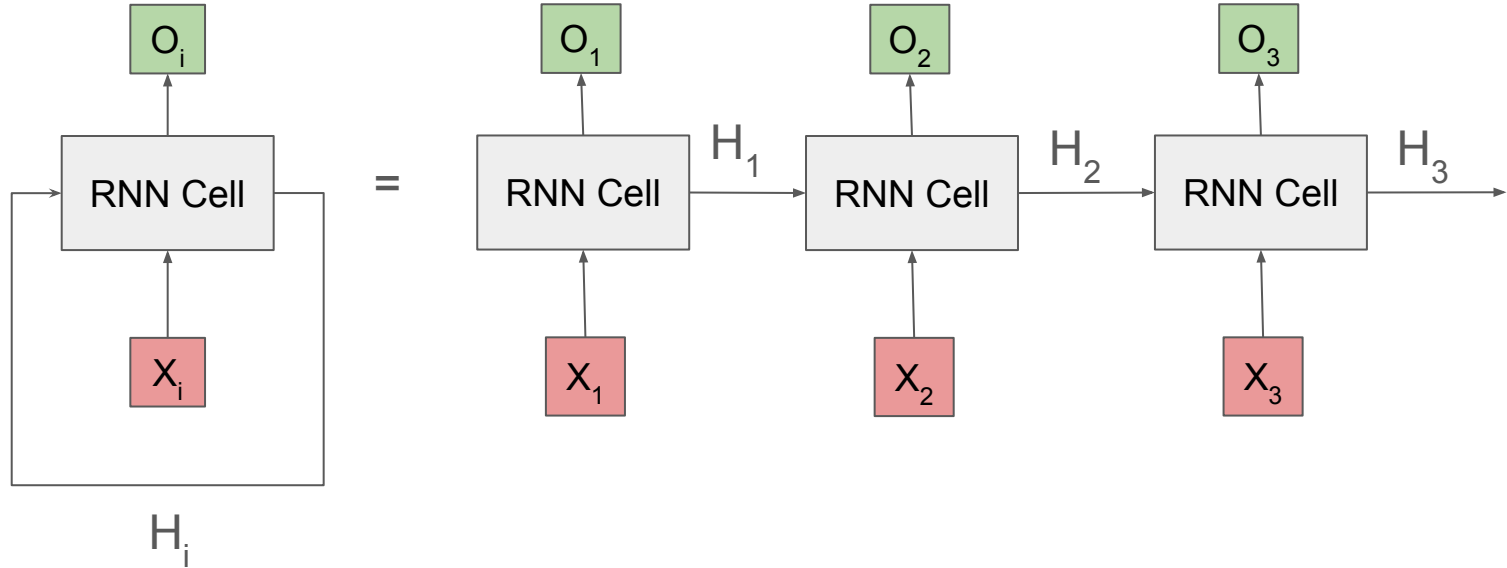 Oᵢ
O₁
O₂
O₃
H₁
H₂
H₃
RNN Cell
=
RNN Cell
RNN Cell
RNN Cell
Xᵢ
X₁
X₂
X₃
Hᵢ